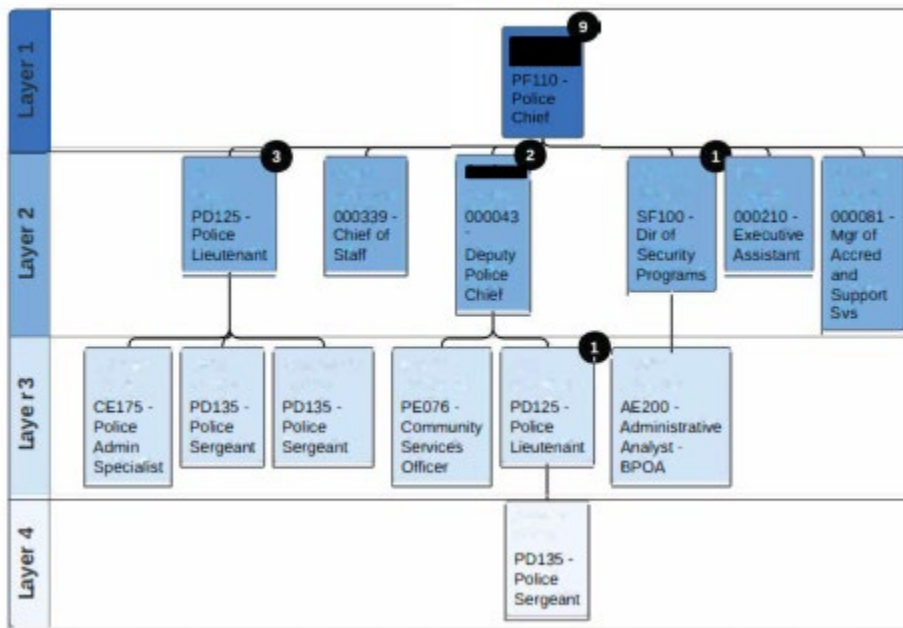 Layer 1
9
PF110 -
Police
Chief
Layer 2
3
PD125 -
Police
Lieutenant
000339 -
Chief of
Staff
2
000043
-
Deputy
Police
Chief
1
SF100 -
Dir of
Security
Programs
000210 -
Executive
Assistant
000081 -
Mgr of
Accred
and
Support
Svs
Layer 3
CE175 -
Police
Admin
Specialist
PD135 -
Police
Sergeant
PD135 -
Police
Sergeant
PE076 -
Community
Services
Officer
1
PD125 -
Police
Lieutenant
AE200 -
Administrative
Analyst -
BPOA
Layer 4
PD135 -
Police
Sergeant